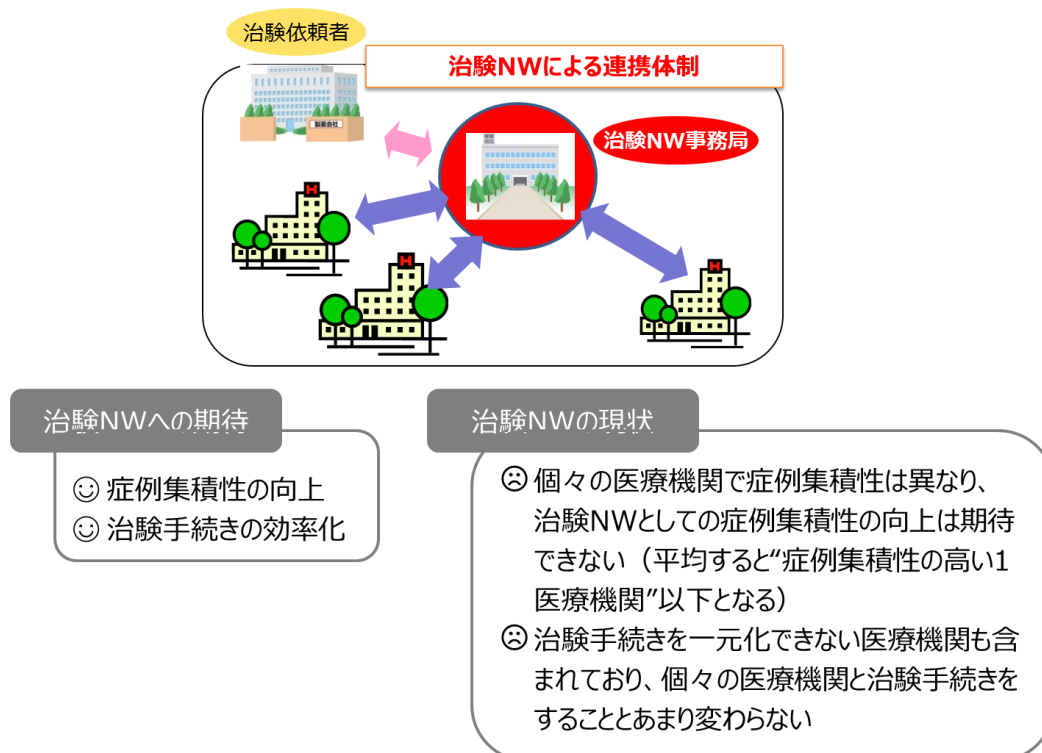 治験依頼者
治験NWによる連携体制
製薬会社
治験NW事務局
H
H
H
治験NWへの期待
☺ 症例集積性の向上
☺ 治験手続きの効率化
治験NWの現状
☹ 個々の医療機関で症例集積性は異なり、
治験NWとしての症例集積性の向上は期待
できない（平均すると“症例集積性の高い1
医療機関”以下となる）
☹ 治験手続きを一元化できない医療機関も含
まれており、個々の医療機関と治験手続きを
することとあまり変わらない